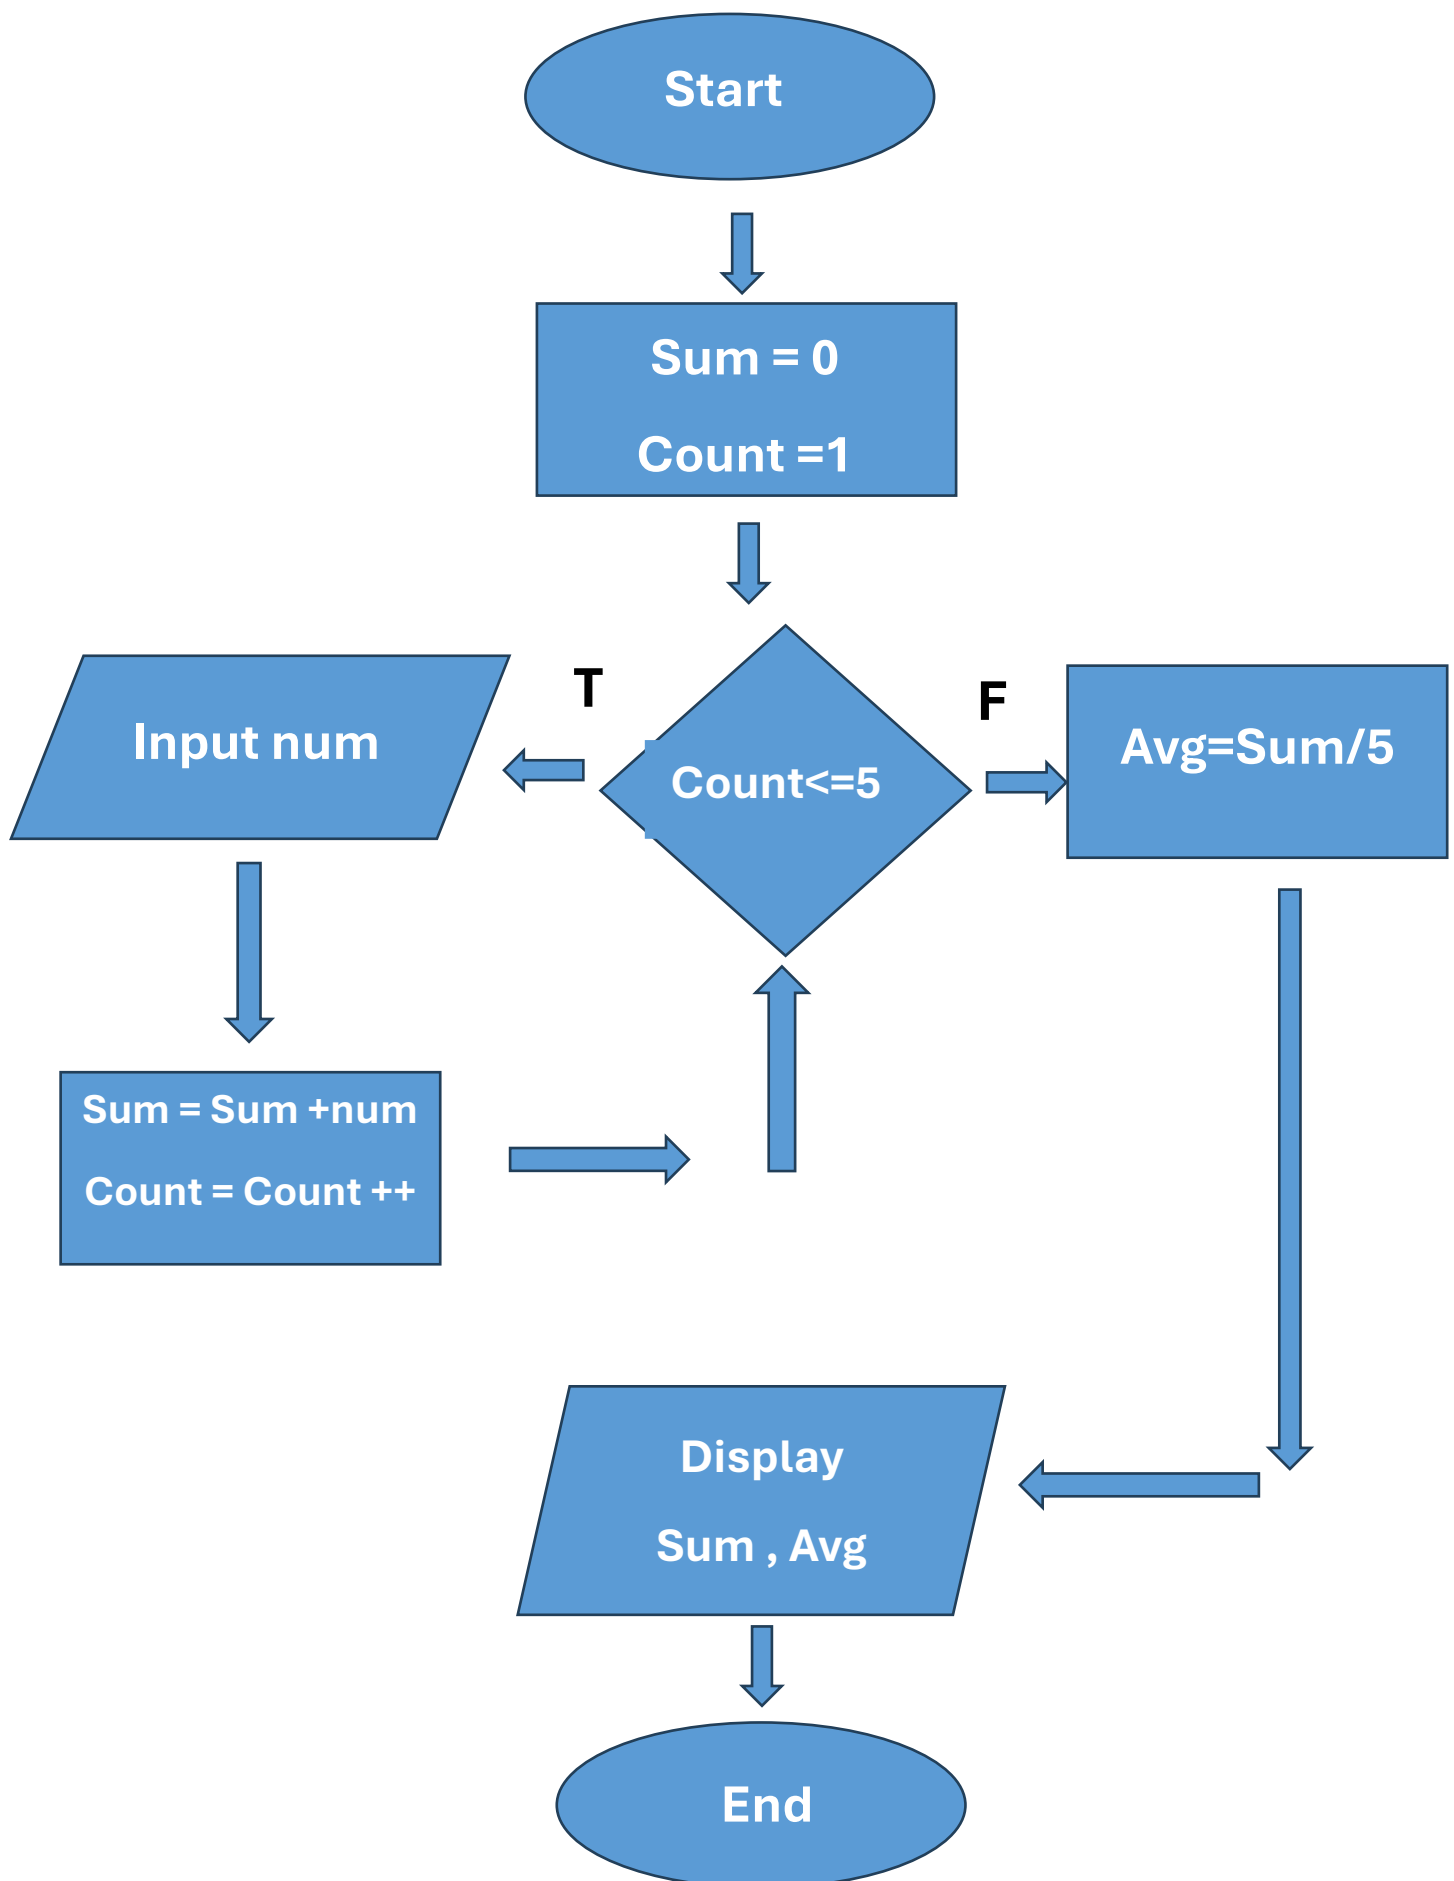 Start
Sum = 0
Count =1
T
F
Input num
Count<=5
Avg=Sum/5
Sum = Sum +num
Count = Count ++
Display
Sum , Avg
End